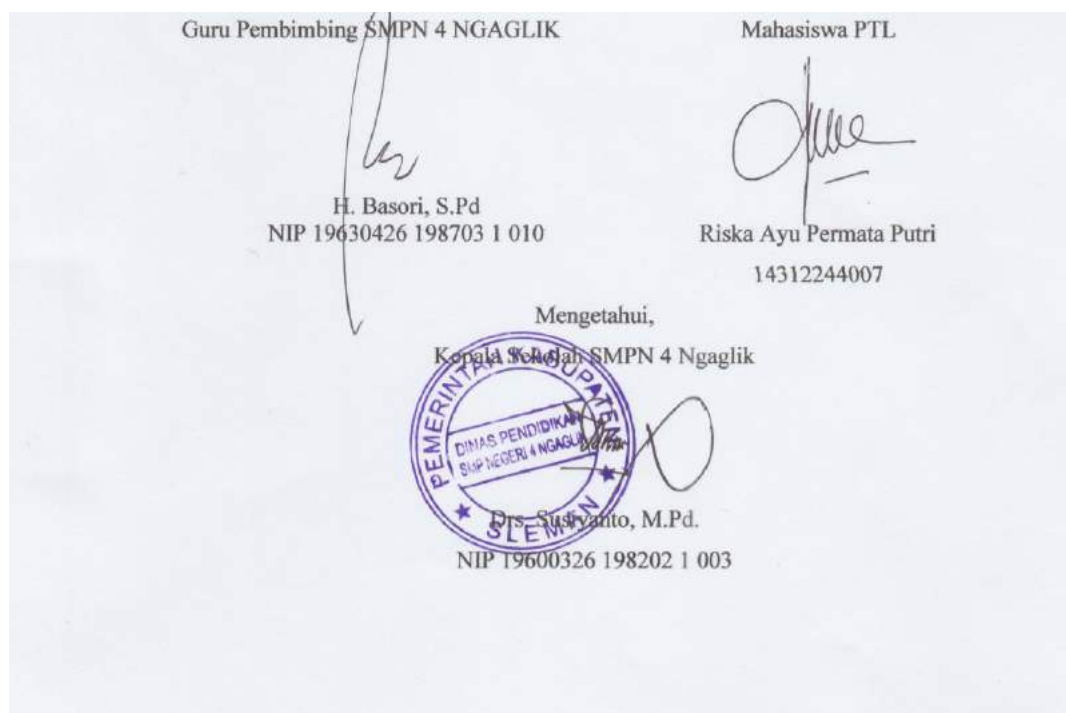 Guru Pembimbing SMPN 4 NGAGLIK
Mahasiswa PTL
H. Basori, S.Pd
NIP 19630426 198703 1 010
Riska Ayu Permata Putri
14312244007
Mengetahui,
Kepala Sekolah SMPN 4 Ngaglik
PEMERINTAH KABUPATEN
DINAS PENDIDIKAN
SMP NEGERI 4 NGAGLIK
SLEMAN
Drs. Susiyanto, M.Pd.
NIP 19600326 198202 1 003